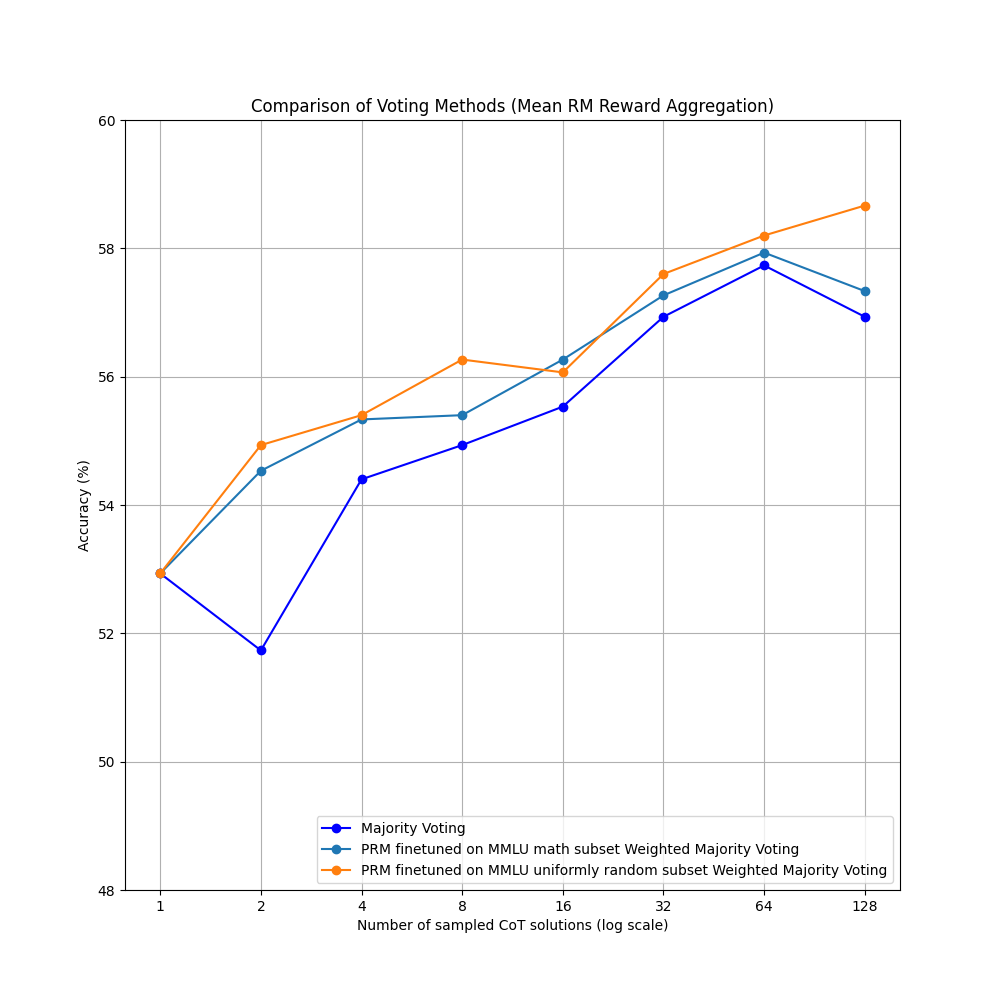 Comparison of Voting Methods (Mean RM Reward Aggregation)
60
58
56
54
52
50
48
Accuracy (%)
Majority Voting
PRM finetuned on MMLU math subset Weighted Majority Voting
PRM finetuned on MMLU uniformly random subset Weighted Majority Voting
1 2 4 8 16 32 64 128
Number of sampled CoT solutions (log scale)